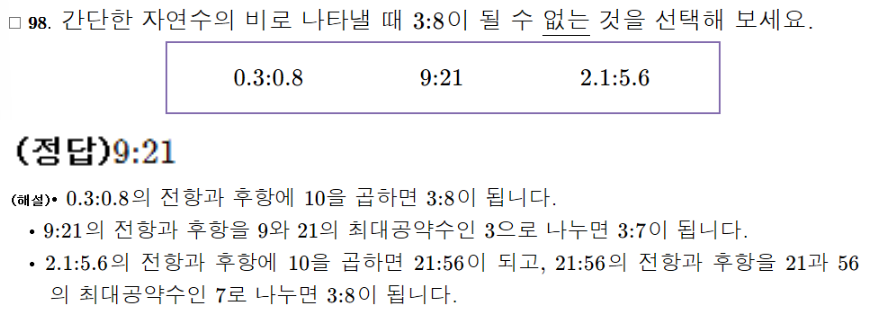 □ 98. 간단한 자연수의 비로 나타낼 때 3:8이 될 수 없는 것을 선택해 보세요.
0.3:0.8 9:21 2.1:5.6
(정답)9:21
(해설)• 0.3:0.8의 전항과 후항에 10을 곱하면 3:8이 됩니다.
• 9:21의 전항과 후항을 9와 21의 최대공약수인 3으로 나누면 3:7이 됩니다.
• 2.1:5.6의 전항과 후항에 10을 곱하면 21:56이 되고, 21:56의 전항과 후항을 21과 56
의 최대공약수인 7로 나누면 3:8이 됩니다.